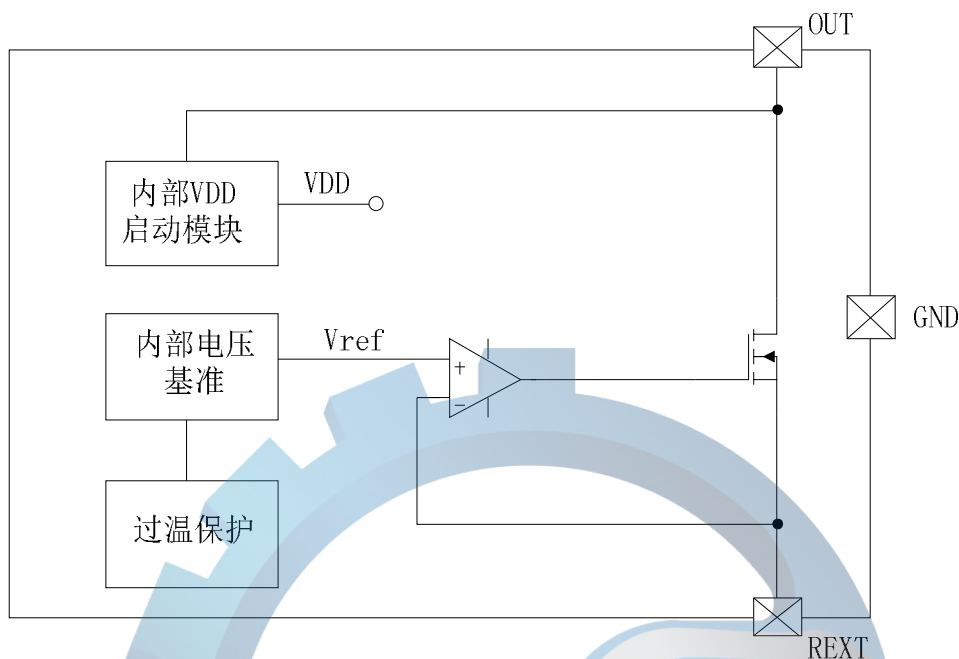 OUT
内部VDD
启动模块
VDD
GND
内部电压
基准
Vref
+
-
过温保护
REXT